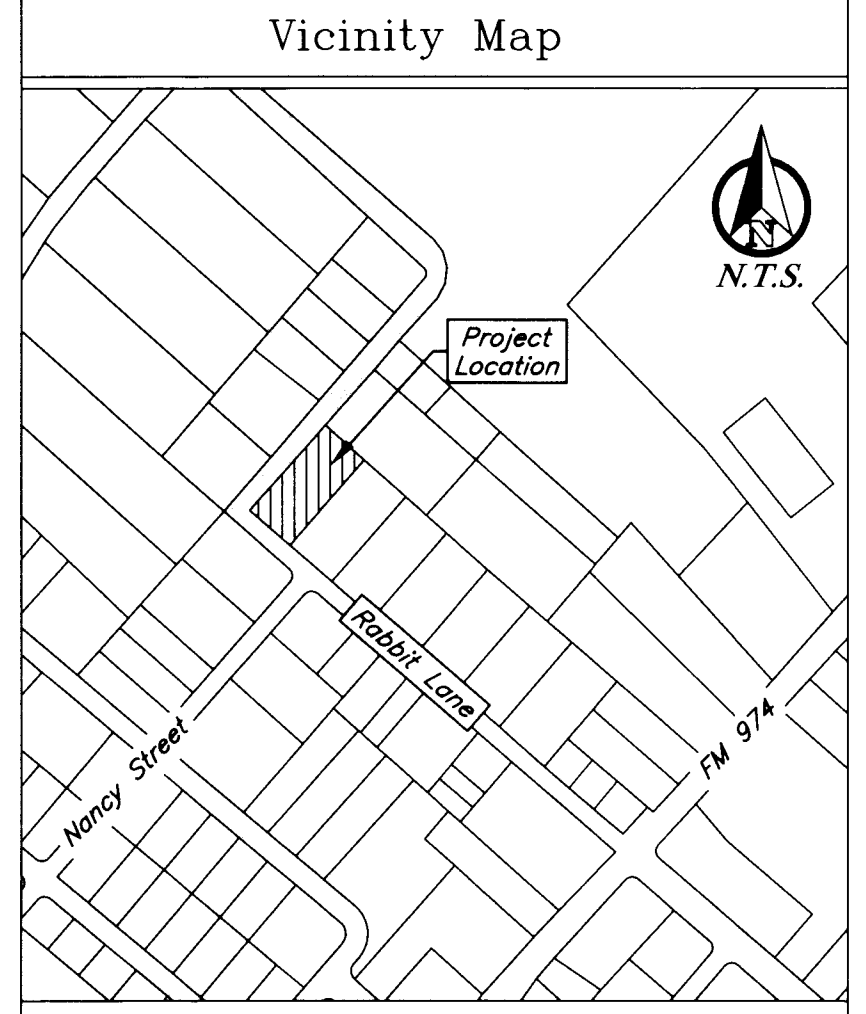 Vicinity Map
N
N.T.S.
Project
Location
Rabbit Lane
Nancy Street
FM 974